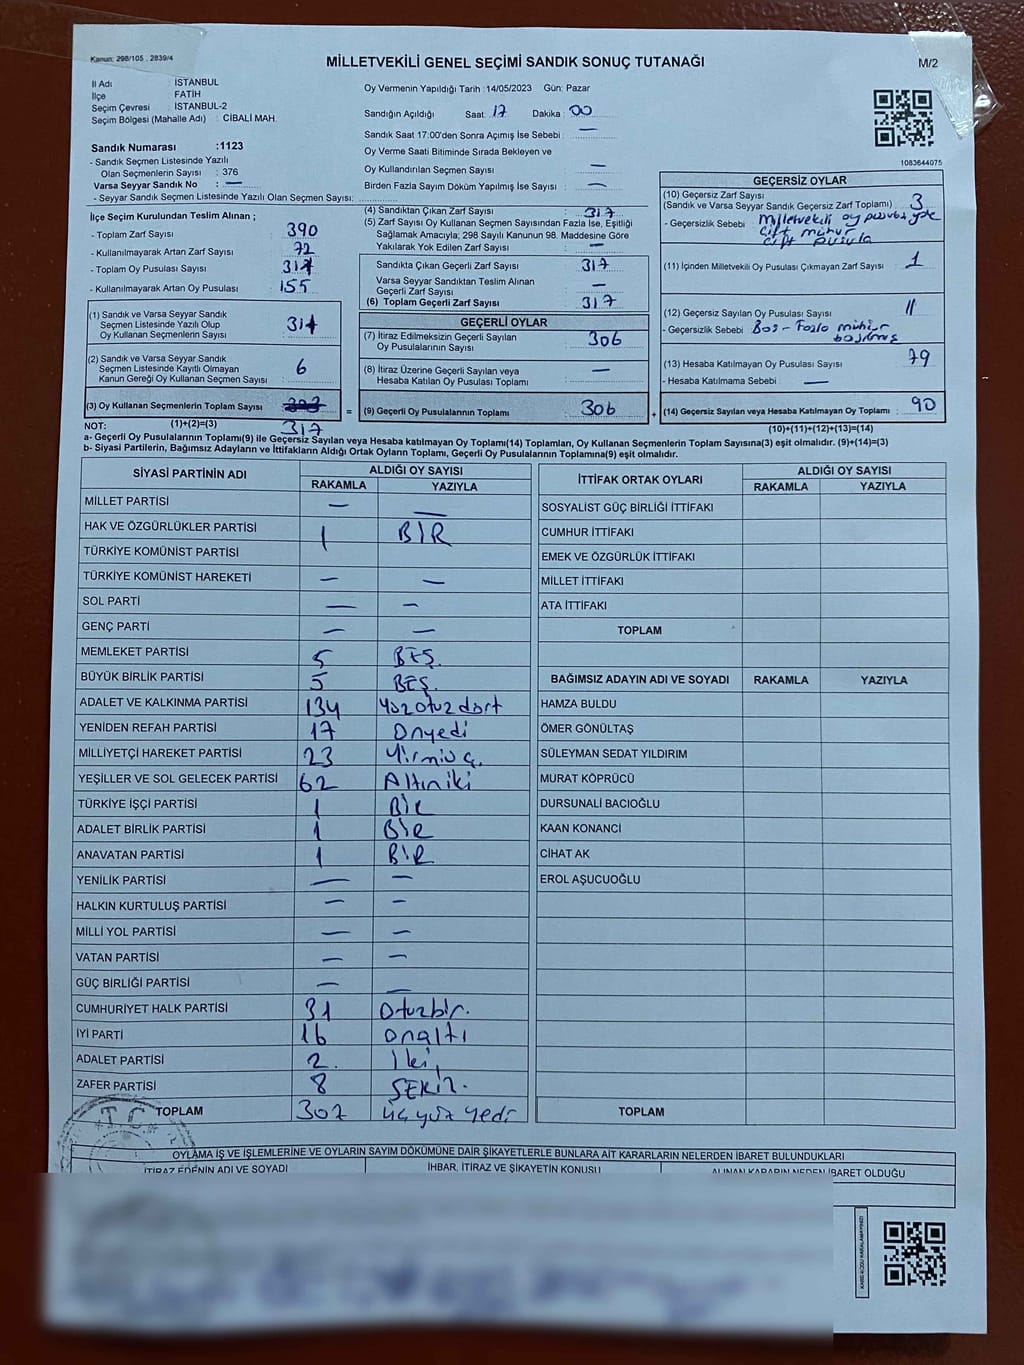 Kanun: 298/105 , 2839/4
MİLLETVEKİLİ GENEL SEÇİMİ SANDIK SONUÇ TUTANAĞI
M/2
İl Adı : İSTANBUL
İlçe : FATİH
Seçim Çevresi : İSTANBUL-2
Seçim Bölgesi (Mahalle Adı) : CİBALİ MAH.
Oy Vermenin Yapıldığı Tarih :14/05/2023 Gün: Pazar
Sandığın Açıldığı Saat: 17 Dakika : 00
Sandık Saat 17:00'den Sonra Açımış İse Sebebi : —
Oy Verme Saati Bitiminde Sırada Bekleyen ve
Oy Kullandırılan Seçmen Sayısı : —
Birden Fazla Sayım Döküm Yapılmış İse Sayısı : —
1083644075
Sandık Numarası :1123
- Sandık Seçmen Listesinde Yazılı
Olan Seçmenlerin Sayısı : 376
Varsa Seyyar Sandık No : —
- Seyyar Sandık Seçmen Listesinde Yazılı Olan Seçmen Sayısı:
İlçe Seçim Kurulundan Teslim Alınan ;
- Toplam Zarf Sayısı : 390
- Kullanılmayarak Artan Zarf Sayısı : 72
- Toplam Oy Pusulası Sayısı :
- Kullanılmayarak Artan Oy Pusulası : 155
(1) Sandık ve Varsa Seyyar Sandık
Seçmen Listesinde Yazılı Olup
Oy Kullanan Seçmenlerin Sayısı :
(2) Sandık ve Varsa Seyyar Sandık
Seçmen Listesinde Kayıtlı Olmayan
Kanun Gereği Oy Kullanan Seçmen Sayısı : 6
(3) Oy Kullanan Seçmenlerin Toplam Sayısı :
317
(1)+(2)=(3)
(4) Sandıktan Çıkan Zarf Sayısı : 317
(5) Zarf Sayısı Oy Kullanan Seçmen Sayısından Fazla İse, Eşitliği
Sağlamak Amacıyla; 298 Sayılı Kanunun 98. Maddesine Göre
Yakılarak Yok Edilen Zarf Sayısı : —
Sandıkta Çıkan Geçerli Zarf Sayısı : 317
Varsa Seyyar Sandıktan Teslim Alınan
Geçerli Zarf Sayısı : —
(6) Toplam Geçerli Zarf Sayısı : 317
GEÇERLİ OYLAR
(7) İtiraz Edilmeksizin Geçerli Sayılan
Oy Pusulalarının Sayısı : 306
(8) İtiraz Üzerine Geçerli Sayılan veya
Hesaba Katılan Oy Pusulası Toplamı : —
= (9) Geçerli Oy Pusulalarının Toplamı : 306
GEÇERSİZ OYLAR
(10) Geçersiz Zarf Sayısı
(Sandık ve Varsa Seyyar Sandık Geçersiz Zarf Toplamı) : 3
- Geçersizlik Sebebi : Milletvekili oy pusulası yok
çift mühür
çift pusula
(11) İçinden Milletvekili Oy Pusulası Çıkmayan Zarf Sayısı : 1
(12) Geçersiz Sayılan Oy Pusulası Sayısı : 11
- Geçersizlik Sebebi : Boş - Fazla mühür
basılmış
(13) Hesaba Katılmayan Oy Pusulası Sayısı : 79
- Hesaba Katılmama Sebebi : —
+ (14) Geçersiz Sayılan veya Hesaba Katılmayan Oy Toplamı : 90
(10)+(11)+(12)+(13)=(14)
NOT:
a- Geçerli Oy Pusulalarının Toplamı(9) ile Geçersiz Sayılan veya Hesaba katılmayan Oy Toplamı(14) Toplamları, Oy Kullanan Seçmenlerin Toplam Sayısına(3) eşit olmalıdır. (9)+(14)=(3)
b- Siyasi Partilerin, Bağımsız Adayların ve İttifakların Aldığı Ortak Oyların Toplamı, Geçerli Oy Pusulalarının Toplamına(9) eşit olmalıdır.
SİYASİ PARTİNİN ADI ALDIĞI OY SAYISI
RAKAMLA YAZIYLA
MİLLET PARTİSİ — —
HAK VE ÖZGÜRLÜKLER PARTİSİ 1 BİR
TÜRKİYE KOMÜNİST PARTİSİ
TÜRKİYE KOMÜNİST HAREKETİ — —
SOL PARTİ — —
GENÇ PARTİ — —
MEMLEKET PARTİSİ 5 BEŞ
BÜYÜK BİRLİK PARTİSİ 5 BEŞ
ADALET VE KALKINMA PARTİSİ 134 Yüzotuzdört
YENİDEN REFAH PARTİSİ 17 Onyedi
MİLLİYETÇİ HAREKET PARTİSİ 23 Yirmiüç.
YEŞİLLER VE SOL GELECEK PARTİSİ 62 Altıniki
TÜRKİYE İŞÇİ PARTİSİ 1 BİR
ADALET BİRLİK PARTİSİ 1 BİR
ANAVATAN PARTİSİ 1 BİR
YENİLİK PARTİSİ — —
HALKIN KURTULUŞ PARTİSİ — —
MİLLİ YOL PARTİSİ — —
VATAN PARTİSİ — —
GÜÇ BİRLİĞİ PARTİSİ — —
CUMHURİYET HALK PARTİSİ 31 Otuzbir.
İYİ PARTİ 16 Onaltı
ADALET PARTİSİ 2. İki
ZAFER PARTİSİ 8 SEKİZ.
TOPLAM 307 üçyüz yedi
İTTİFAK ORTAK OYLARI ALDIĞI OY SAYISI
RAKAMLA YAZIYLA
SOSYALİST GÜÇ BİRLİĞİ İTTİFAKI
CUMHUR İTTİFAKI
EMEK VE ÖZGÜRLÜK İTTİFAKI
MİLLET İTTİFAKI
ATA İTTİFAKI
TOPLAM
BAĞIMSIZ ADAYIN ADI VE SOYADI RAKAMLA YAZIYLA
HAMZA BULDU
ÖMER GÖNÜLTAŞ
SÜLEYMAN SEDAT YILDIRIM
MURAT KÖPRÜCÜ
DURSUNALİ BACIOĞLU
KAAN KONANCİ
CİHAT AK
EROL AŞUCUOĞLU
TOPLAM
T.C.
OYLAMA İŞ VE İŞLEMLERİNE VE OYLARIN SAYIM DÖKÜMÜNE DAİR ŞİKAYETLERLE BUNLARA AİT KARARLARIN NELERDEN İBARET BULUNDUKLARI
İTİRAZ EDENİN ADI VE SOYADI İHBAR, İTİRAZ VE ŞİKAYETİN KONUSU ALINAN KARARIN NEDEN İBARET OLDUĞU
KARE KODU KARALAMAYINIZ!